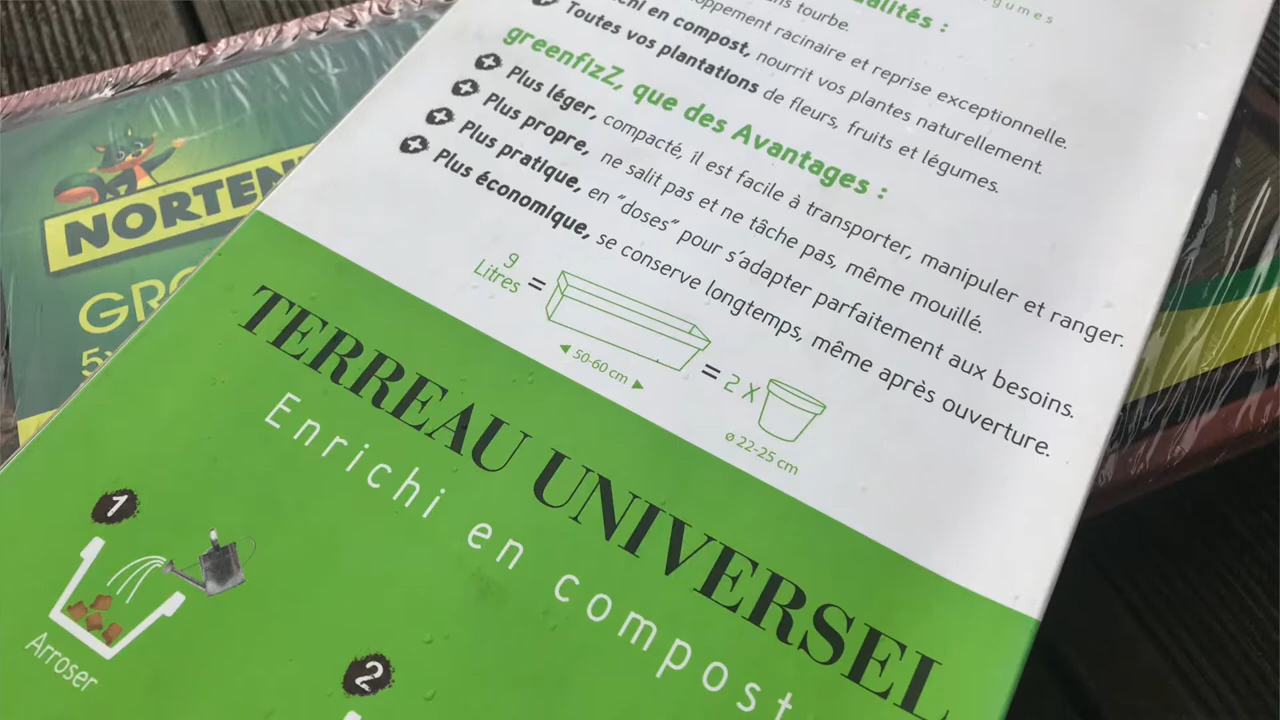 légumes
alités :
ans tourbe.
loppement racinaire et reprise exceptionnelle.
chi en compost, nourrit vos plantes naturellement.
Toutes vos plantations de fleurs, fruits et légumes.
greenfizZ, que des Avantages :
Plus léger, compacté, il est facile à transporter, manipuler et ranger.
Plus propre, ne salit pas et ne tâche pas, même mouillé.
Plus pratique, en "doses" pour s'adapter parfaitement aux besoins.
Plus économique, se conserve longtemps, même après ouverture.
9
Litres = = 2 X
50-60 cm
ø 22-25 cm
TERREAU UNIVERSEL
Enrichi en compost
1
Arroser
2
NORTEN
GRO
5